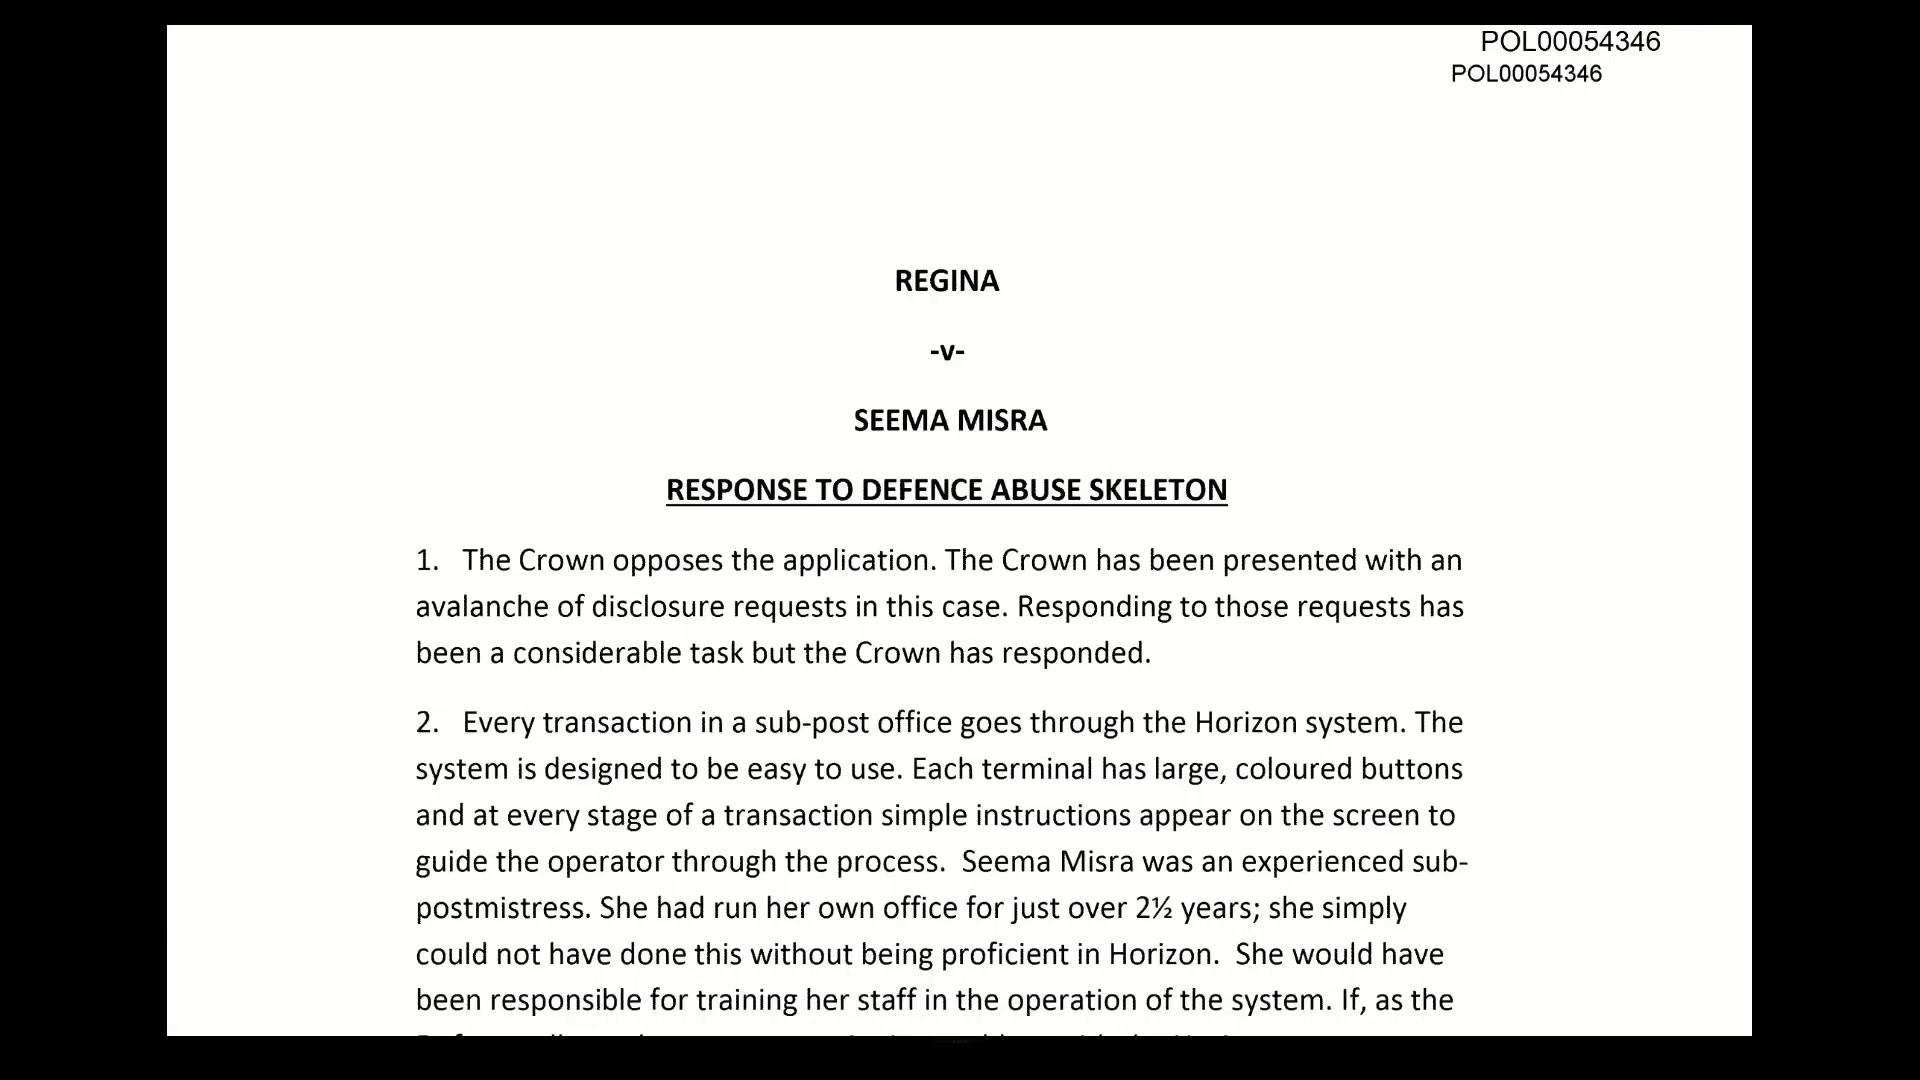 POL00054346
POL00054346
REGINA
-v-
SEEMA MISRA
RESPONSE TO DEFENCE ABUSE SKELETON
1. The Crown opposes the application. The Crown has been presented with an
avalanche of disclosure requests in this case. Responding to those requests has
been a considerable task but the Crown has responded.
2. Every transaction in a sub-post office goes through the Horizon system. The
system is designed to be easy to use. Each terminal has large, coloured buttons
and at every stage of a transaction simple instructions appear on the screen to
guide the operator through the process. Seema Misra was an experienced sub-
postmistress. She had run her own office for just over 2½ years; she simply
could not have done this without being proficient in Horizon. She would have
been responsible for training her staff in the operation of the system. If, as the